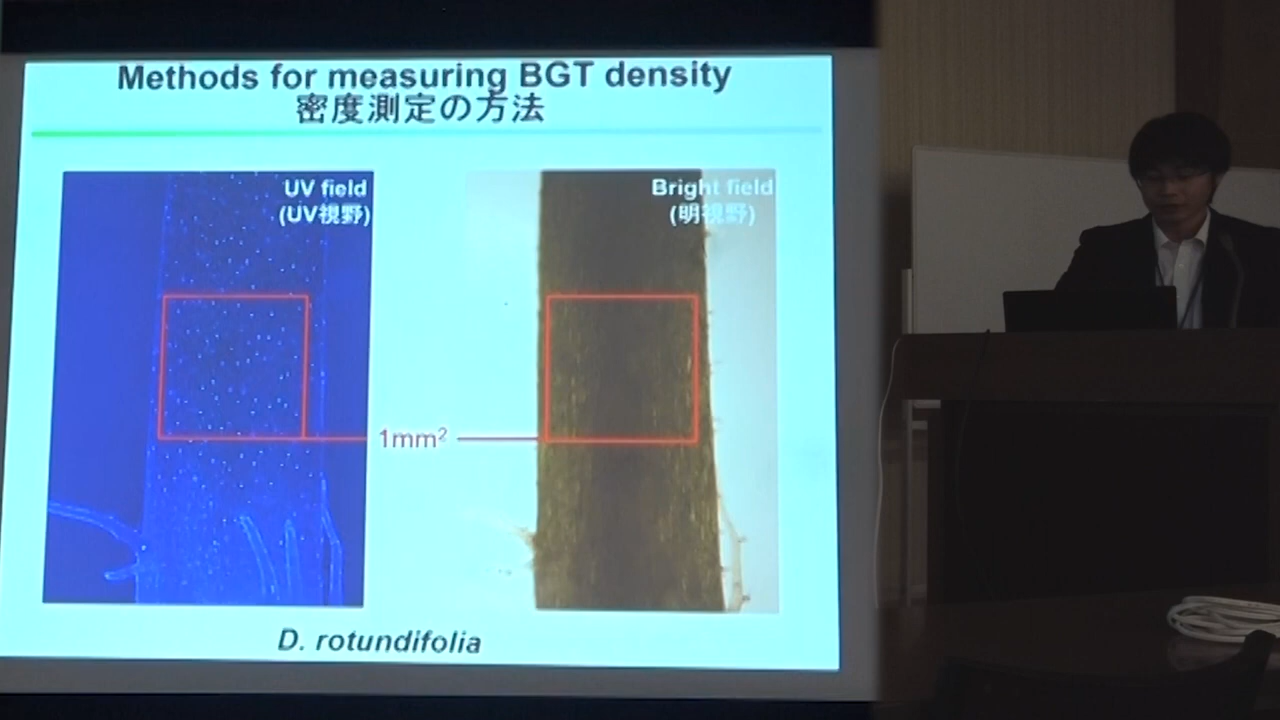 Methods for measuring BGT density
密度測定の方法
UV field
(UV視野)
Bright field
(明視野)
1mm²
D. rotundifolia